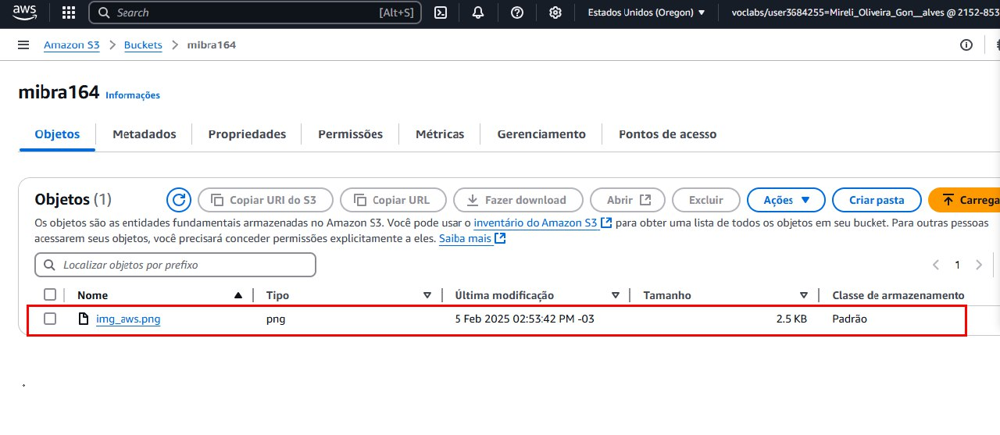 aws Search [Alt+S] Estados Unidos (Oregon) voclabs/user3684255=Mireli_Oliveira_Gon__alves @ 2152-853
Amazon S3 Buckets mibra164
mibra164 Informações
Objetos Metadados Propriedades Permissões Métricas Gerenciamento Pontos de acesso
Objetos (1) Copiar URI do S3 Copiar URL Fazer download Abrir Excluir Ações Criar pasta Carrega
Os objetos são as entidades fundamentais armazenadas no Amazon S3. Você pode usar o inventário do Amazon S3 para obter uma lista de todos os objetos em seu bucket. Para outras pessoas
acessarem seus objetos, você precisará conceder permissões explicitamente a eles. Saiba mais
Localizar objetos por prefixo 1
Nome Tipo Última modificação Tamanho Classe de armazenamento
img_aws.png png 5 Feb 2025 02:53:42 PM -03 2.5 KB Padrão